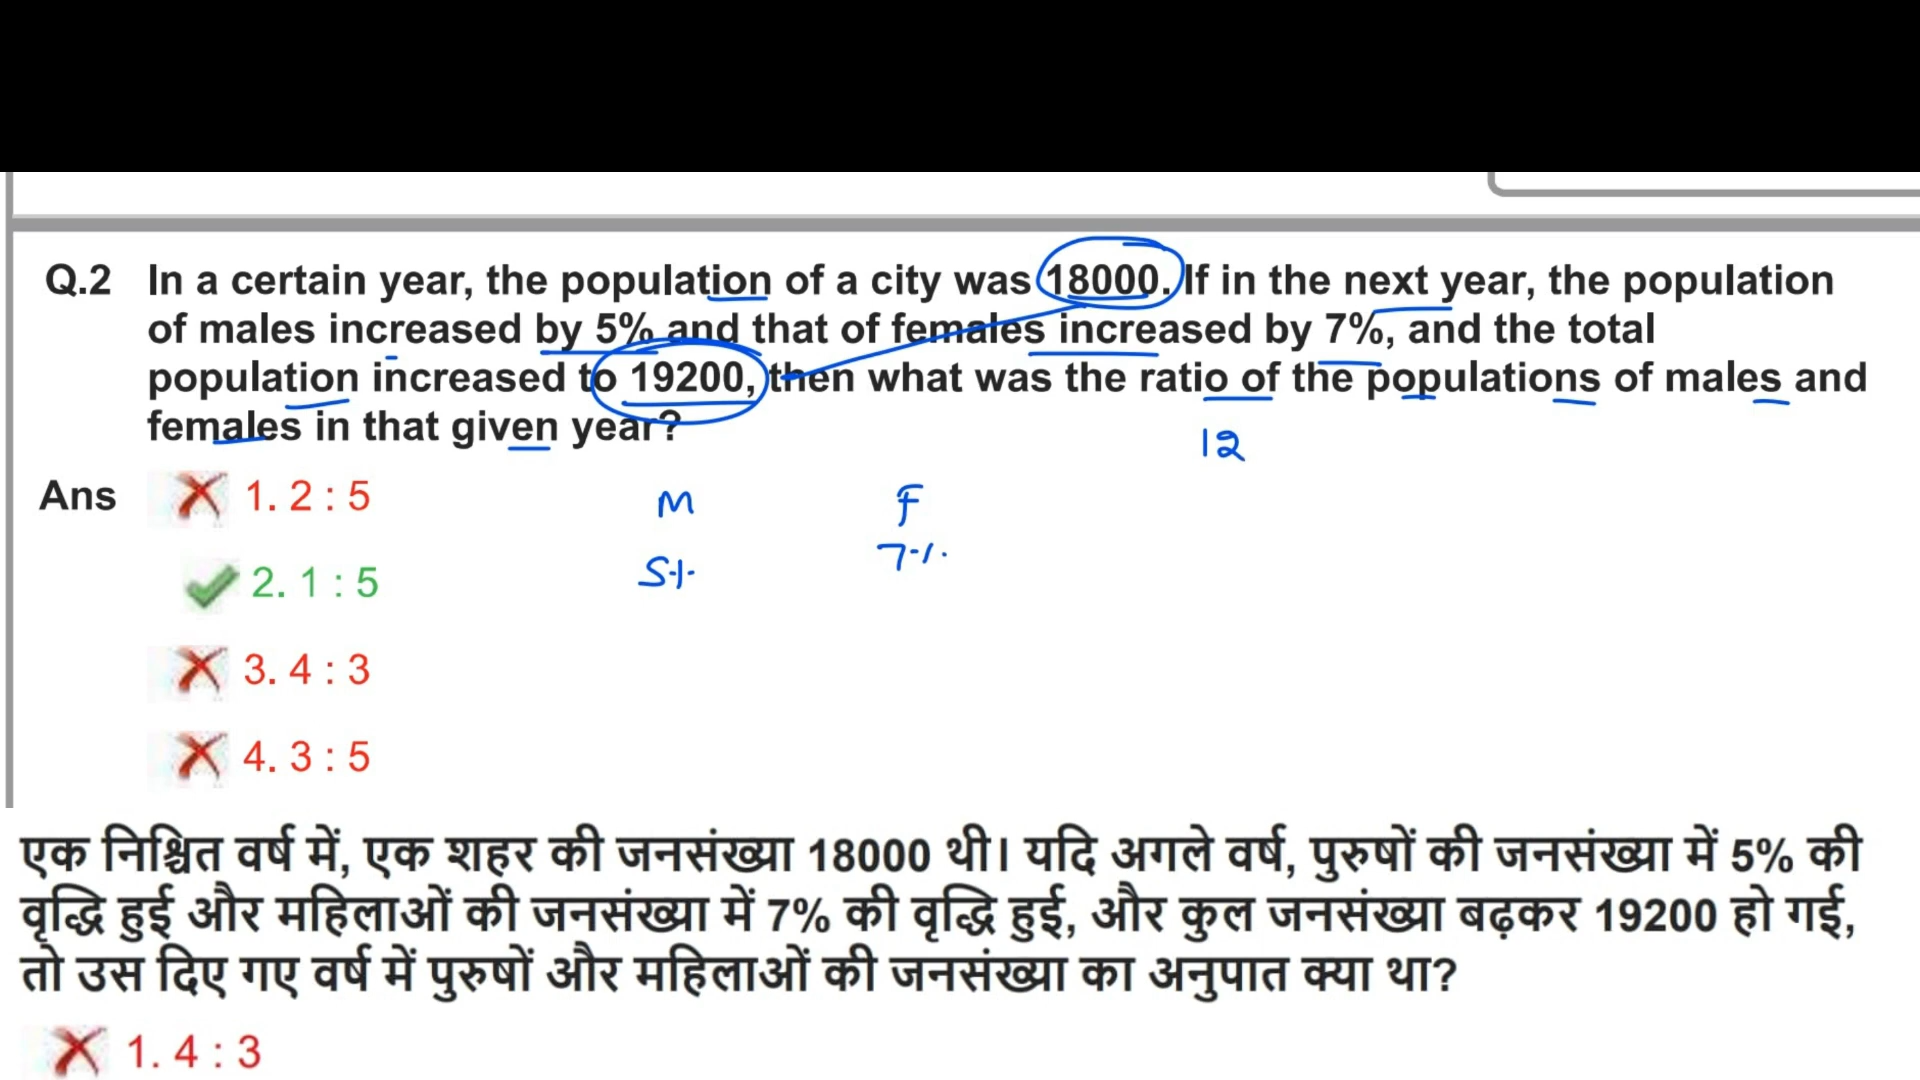 Q.2 In a certain year, the population of a city was 18000. If in the next year, the population
of males increased by 5% and that of females increased by 7%, and the total
population increased to 19200, then what was the ratio of the populations of males and
females in that given year?
12
Ans 1. 2 : 5
M F
2. 1 : 5
5% 7%
3. 4 : 3
4. 3 : 5
एक निश्चित वर्ष में, एक शहर की जनसंख्या 18000 थी। यदि अगले वर्ष, पुरुषों की जनसंख्या में 5% की
वृद्धि हुई और महिलाओं की जनसंख्या में 7% की वृद्धि हुई, और कुल जनसंख्या बढ़कर 19200 हो गई,
तो उस दिए गए वर्ष में पुरुषों और महिलाओं की जनसंख्या का अनुपात क्या था?
1. 4 : 3